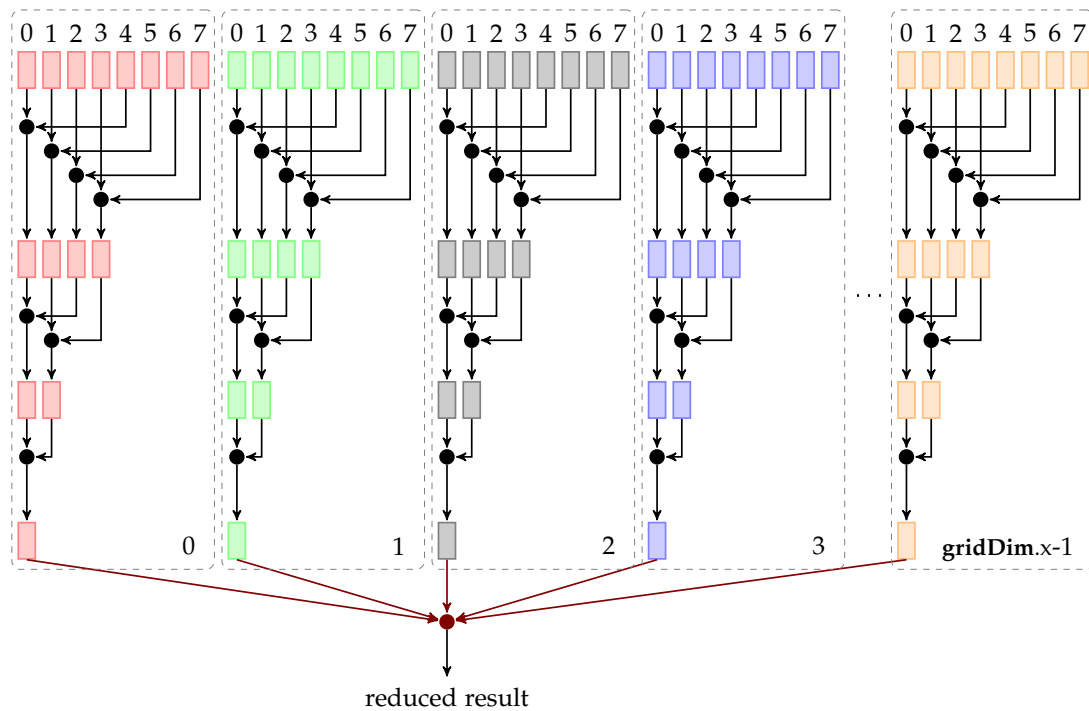 0 1 2 3 4 5 6 7 0 1 2 3 4 5 6 7 0 1 2 3 4 5 6 7 0 1 2 3 4 5 6 7 0 1 2 3 4 5 6 7
...
0 1 2 3 gridDim.x-1
reduced result